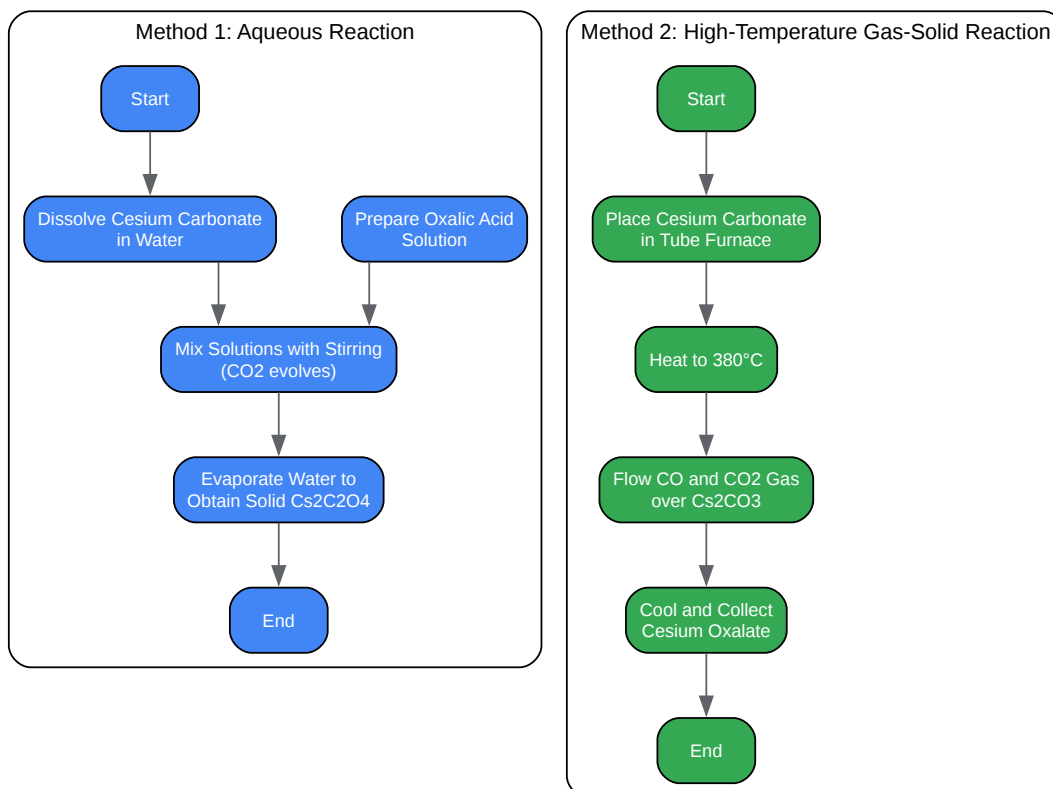 Method 1: Aqueous Reaction
Start
Dissolve Cesium Carbonate
in Water
Prepare Oxalic Acid
Solution
Mix Solutions with Stirring
(CO2 evolves)
Evaporate Water to
Obtain Solid Cs2C2O4
End
Method 2: High-Temperature Gas-Solid Reaction
Start
Place Cesium Carbonate
in Tube Furnace
Heat to 380°C
Flow CO and CO2 Gas
over Cs2CO3
Cool and Collect
Cesium Oxalate
End